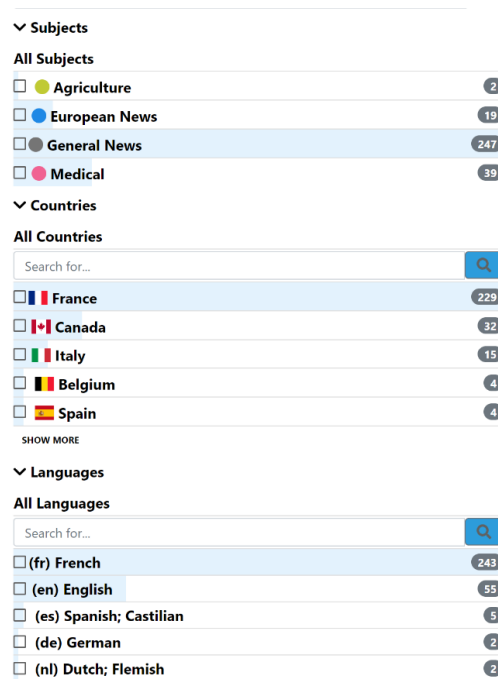 Subjects
All Subjects
Agriculture 2
European News 19
General News 247
Medical 39
Countries
All Countries
Search for...
France 229
Canada 32
Italy 15
Belgium 4
Spain 4
SHOW MORE
Languages
All Languages
Search for...
(fr) French 243
(en) English 55
(es) Spanish; Castilian 5
(de) German 2
(nl) Dutch; Flemish 2